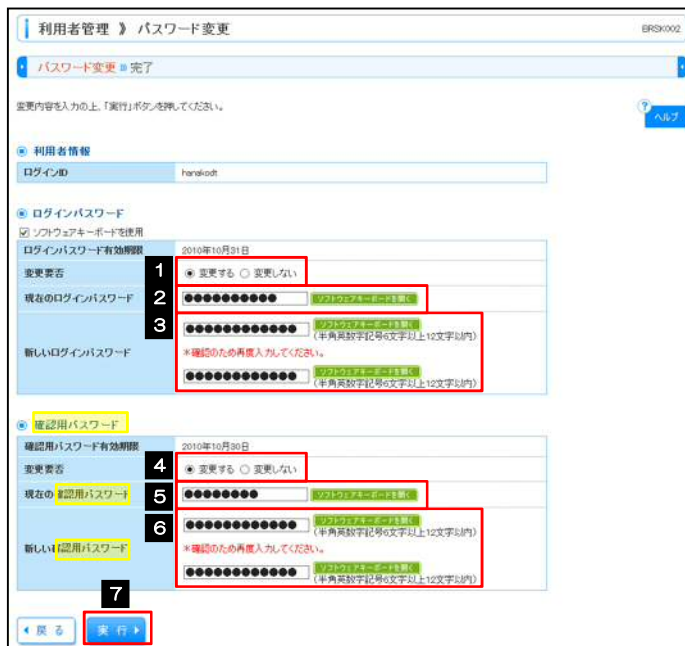 利用者管理 》 パスワード変更 BRSK002
パスワード変更 完了
変更内容を入力の上、「実行」ボタンを押してください。
? ヘルプ
利用者情報
ログインID hanakodt
ログインパスワード
ソフトウェアキーボードを使用
ログインパスワード有効期限 2010年10月31日
変更要否 1 変更する 変更しない
現在のログインパスワード 2 ●●●●●●●●●● ソフトウェアキーボードを開く
3 ●●●●●●●●●●●● ソフトウェアキーボードを開く
(半角英数字記号6文字以上12文字以内)
新しいログインパスワード *確認のため再度入力してください。
●●●●●●●●●●●● ソフトウェアキーボードを開く
(半角英数字記号6文字以上12文字以内)
確認用パスワード
確認用パスワード有効期限 2010年10月30日
変更要否 4 変更する 変更しない
現在の確認用パスワード 5 ●●●●●●●● ソフトウェアキーボードを開く
6 ●●●●●●●●●●●● ソフトウェアキーボードを開く
(半角英数字記号6文字以上12文字以内)
新しい確認用パスワード *確認のため再度入力してください。
●●●●●●●●●●●● ソフトウェアキーボードを開く
(半角英数字記号6文字以上12文字以内)
7
戻る 実行